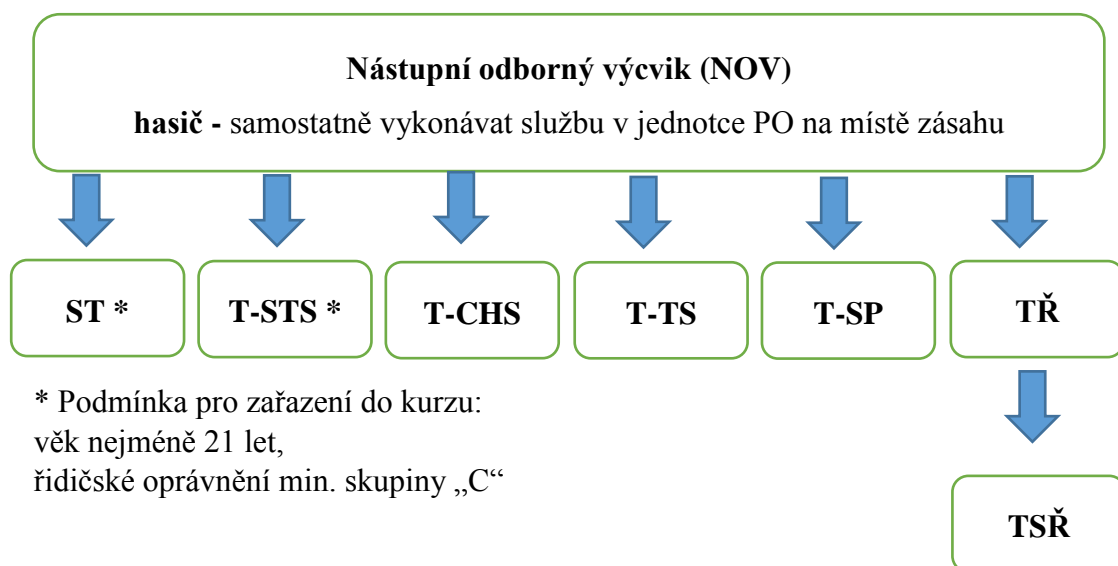 Nástupní odborný výcvik (NOV)
hasič - samostatně vykonávat službu v jednotce PO na místě zásahu
ST *
T-STS *
T-CHS
T-TS
T-SP
TŘ
* Podmínka pro zařazení do kurzu:
věk nejméně 21 let,
řidičské oprávnění min. skupiny „C“
TSŘ